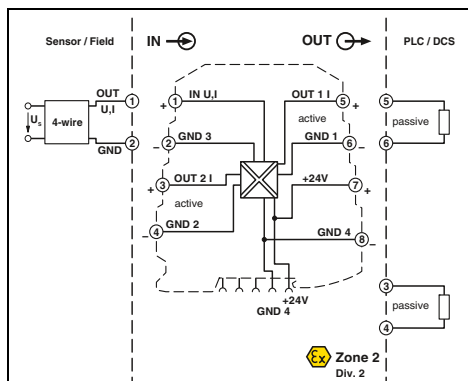 Sensor / Field
IN
OUT
PLC / DCS
OUT
U,I
1
4-wire
Us
GND
2
+
1
IN U,I
OUT 1 I
5
+
active
–
2
GND 3
GND 1
6
–
+
3
OUT 2 I
+24V
7
+
active
–
4
GND 2
GND 4
8
–
+24V
GND 4
5
passive
6
3
passive
4
Ex
Zone 2
Div. 2